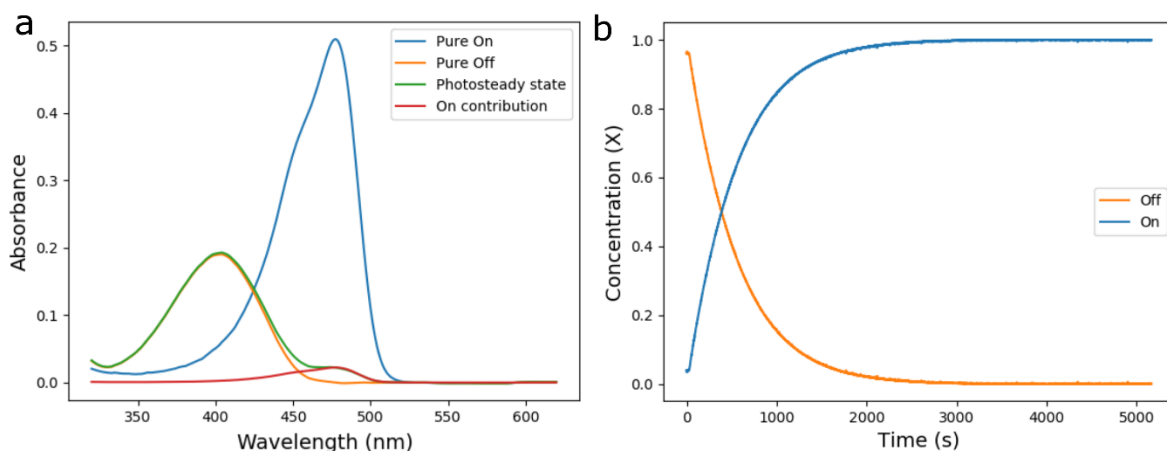 a
Absorbance
0.5
0.4
0.3
0.2
0.1
0.0
Pure On
Pure Off
Photosteady state
On contribution
350
400
450
500
550
600
Wavelength (nm)
b
Concentration (X)
1.0
0.8
0.6
0.4
0.2
0.0
Off
On
0
1000
2000
3000
4000
5000
Time (s)